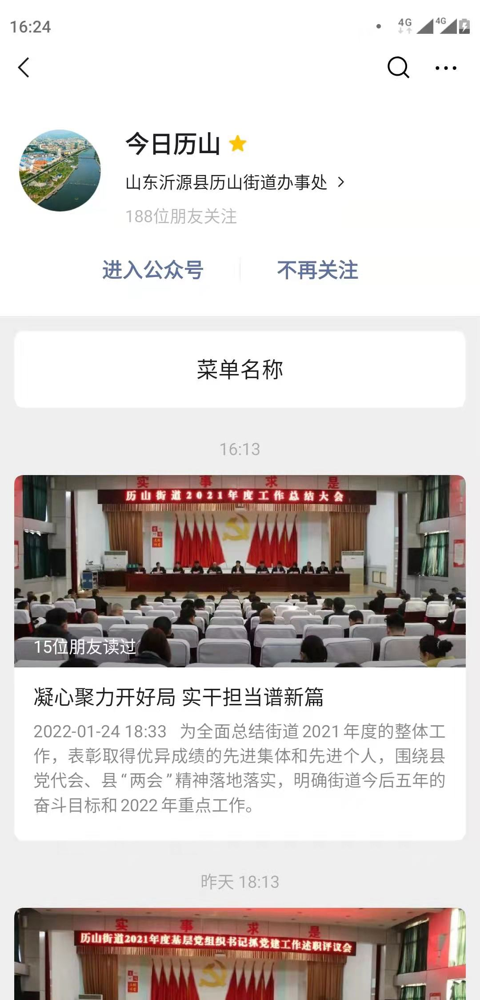 16:24
4G
4G
今日历山
山东沂源县历山街道办事处
188位朋友关注
进入公众号
不再关注
菜单名称
16:13
实事求是
历山街道2021年度工作总结大会
15位朋友读过
凝心聚力开好局 实干担当谱新篇
2022-01-24 18:33 为全面总结街道2021年度的整体工
作，表彰取得优异成绩的先进集体和先进个人，围绕县
党代会、县“两会”精神落地落实，明确街道今后五年的
奋斗目标和2022年重点工作。
昨天 18:13
实事求是
历山街道2021年度基层党组织书记抓党建工作述职评议会